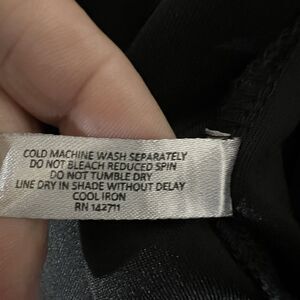 COLD MACHINE WASH SEPARATELY
DO NOT BLEACH REDUCED SPIN
DO NOT TUMBLE DRY
LINE DRY IN SHADE WITHOUT DELAY
COOL IRON
RN 142711